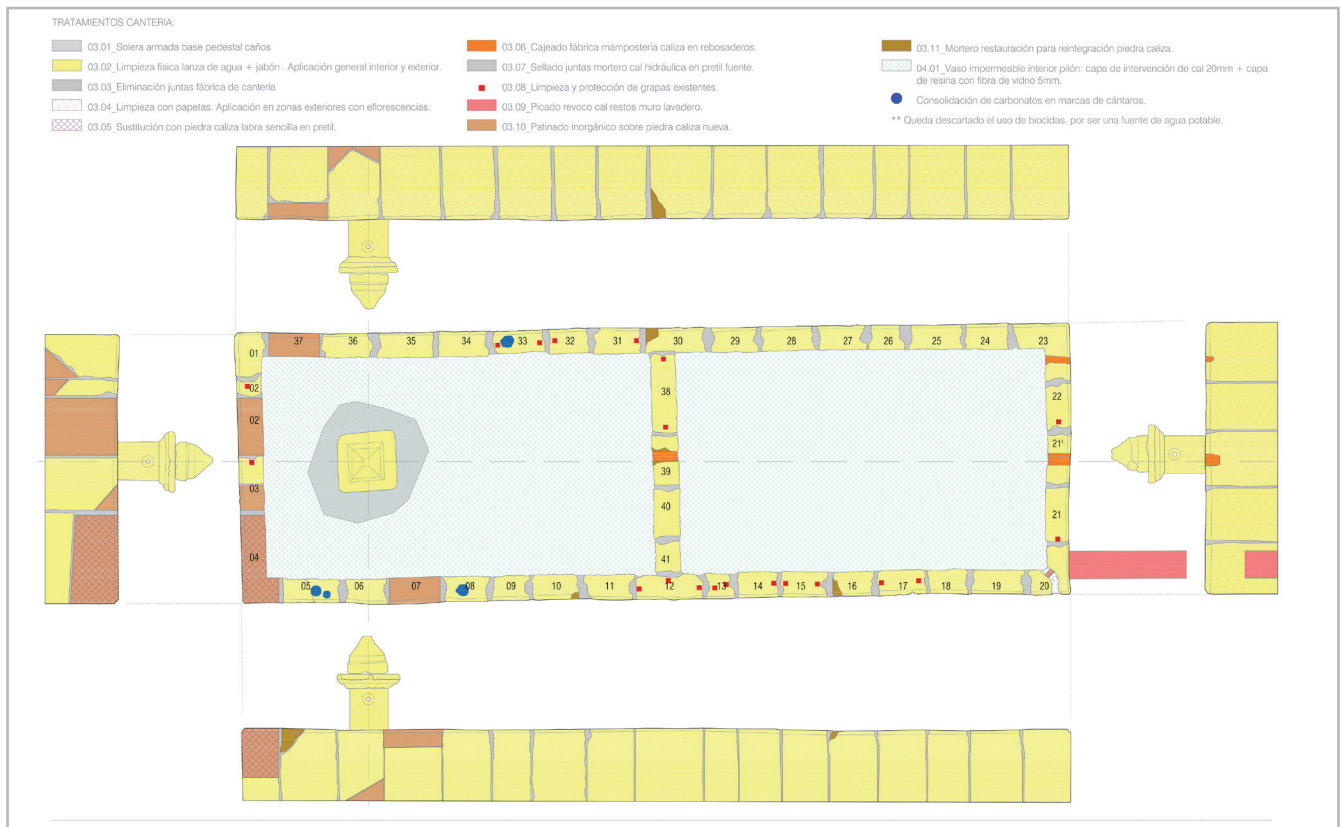 TRATAMIENTOS CANTERIA:
03.01_Solera armada base pedestal caños
03.02_Limpieza física lanza de agua + jabón . Aplicación general interior y exterior.
03.03_Eliminación juntas fábrica de cantería
03.04_Limpieza con papetas. Aplicación en zonas exteriores con eflorescencias.
03.05_Sustitución con piedra caliza labra sencilla en pretil.
03.06_Cajeado fábrica mampostería caliza en rebosaderos.
03.07_Sellado juntas mortero cal hidráulica en pretil fuente.
03.08_Limpieza y protección de grapas existentes.
03.09_Picado revoco cal restos muro lavadero.
03.10_Patinado inorgánico sobre piedra caliza nueva.
03.11_Mortero restauración para reintegración piedra caliza.
04.01_Vaso impermeable interior pilón: capa de intervención de cal 20mm + capa
de resina con fibra de vidrio 5mm.
Consolidación de carbonatos en marcas de cántaros.
** Queda descartado el uso de biocidas, por ser una fuente de agua potable.
01 37 36 35 34 33 32 31 30 29 28 27 26 25 24 23
02
38
22
02'
21'
39
03
40
21
04
41
05 06 07 08 09 10 11 12 13 14 15 16 17 18 19 20